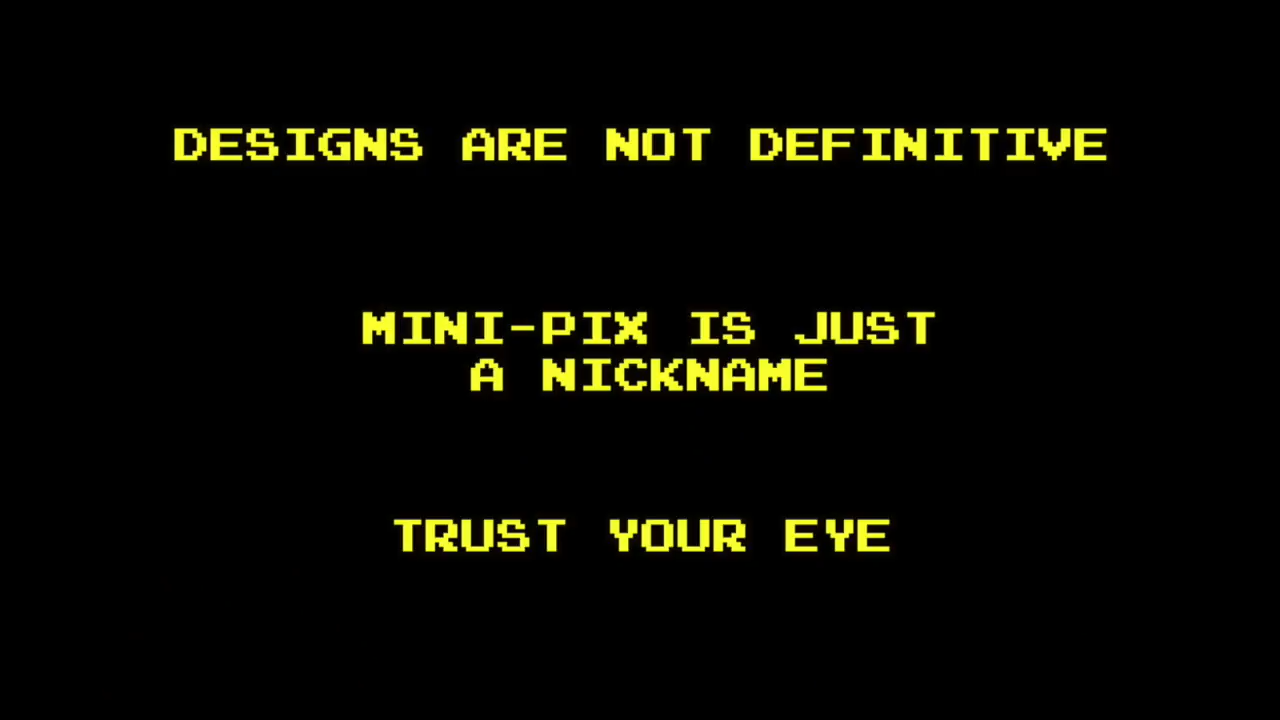 DESIGNS ARE NOT DEFINITIVE
MINI-PIX IS JUST
A NICKNAME
TRUST YOUR EYE